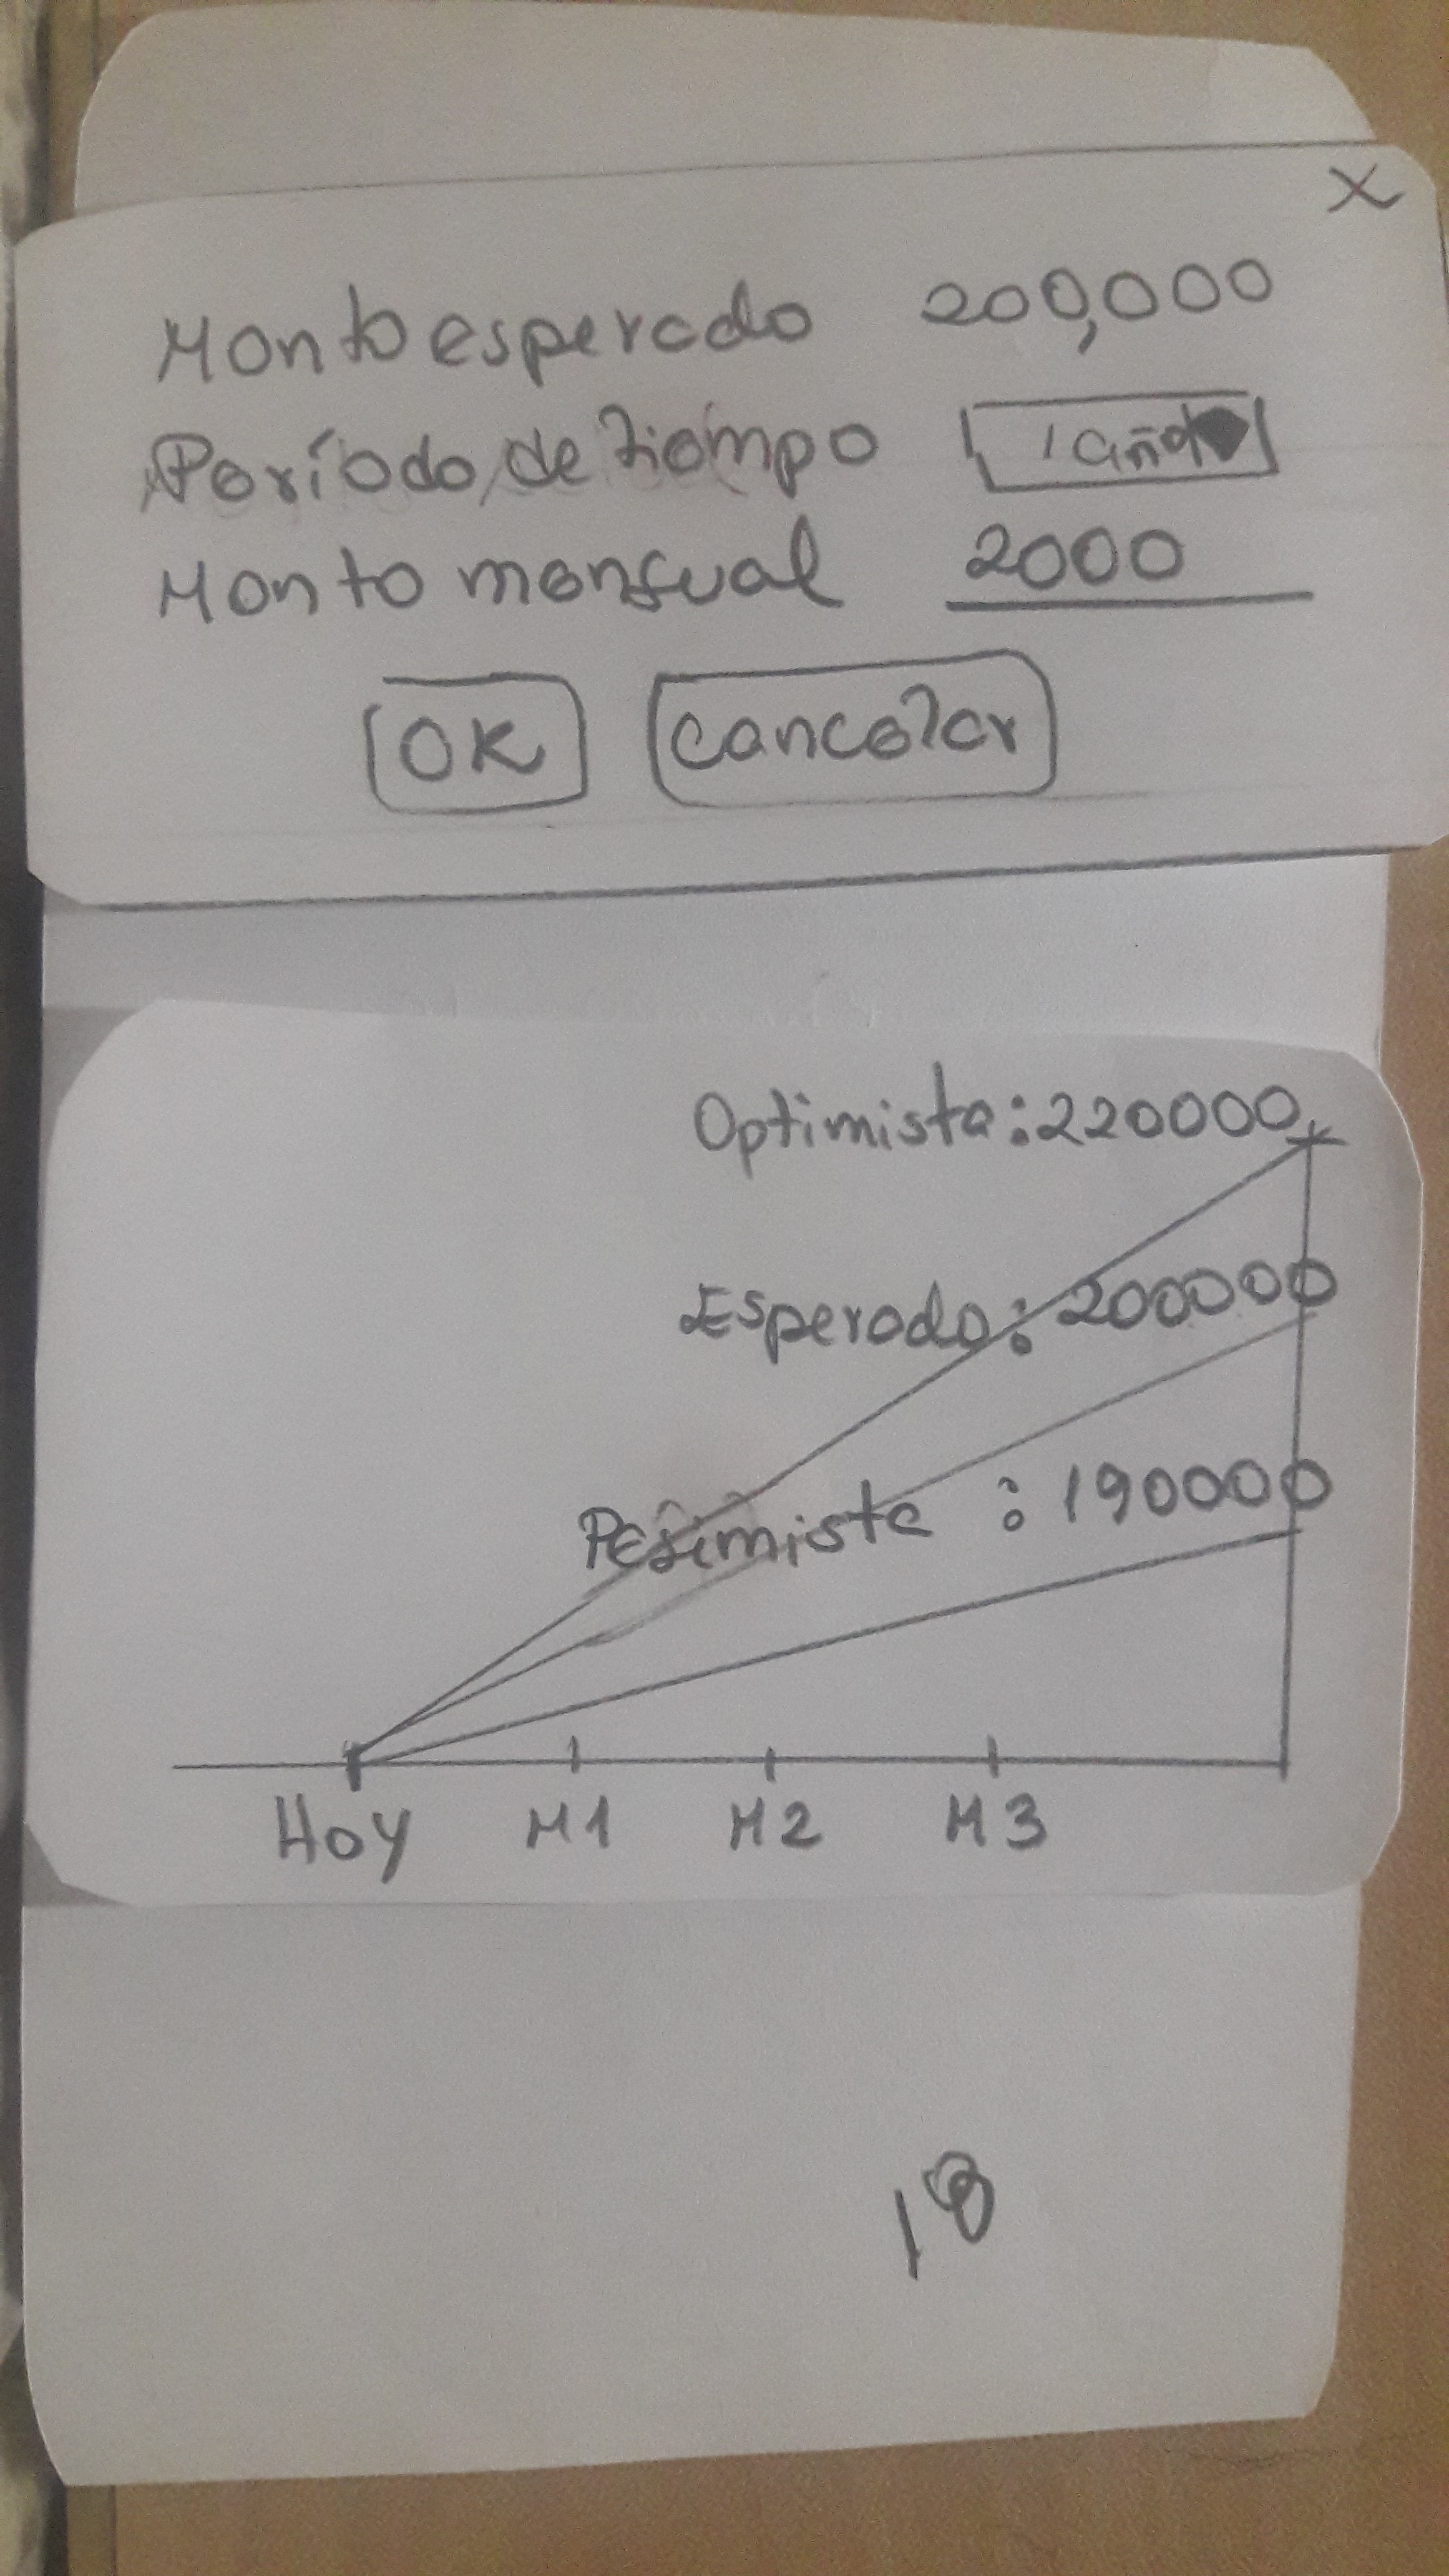 X
Monto esperado 200,000
Período de tiempo 1 año
Monto mensual 2000
OK cancelar
Optimista: 220000
Esperado: 200000
Pesimista : 190000
Hoy M1 M2 M3
18